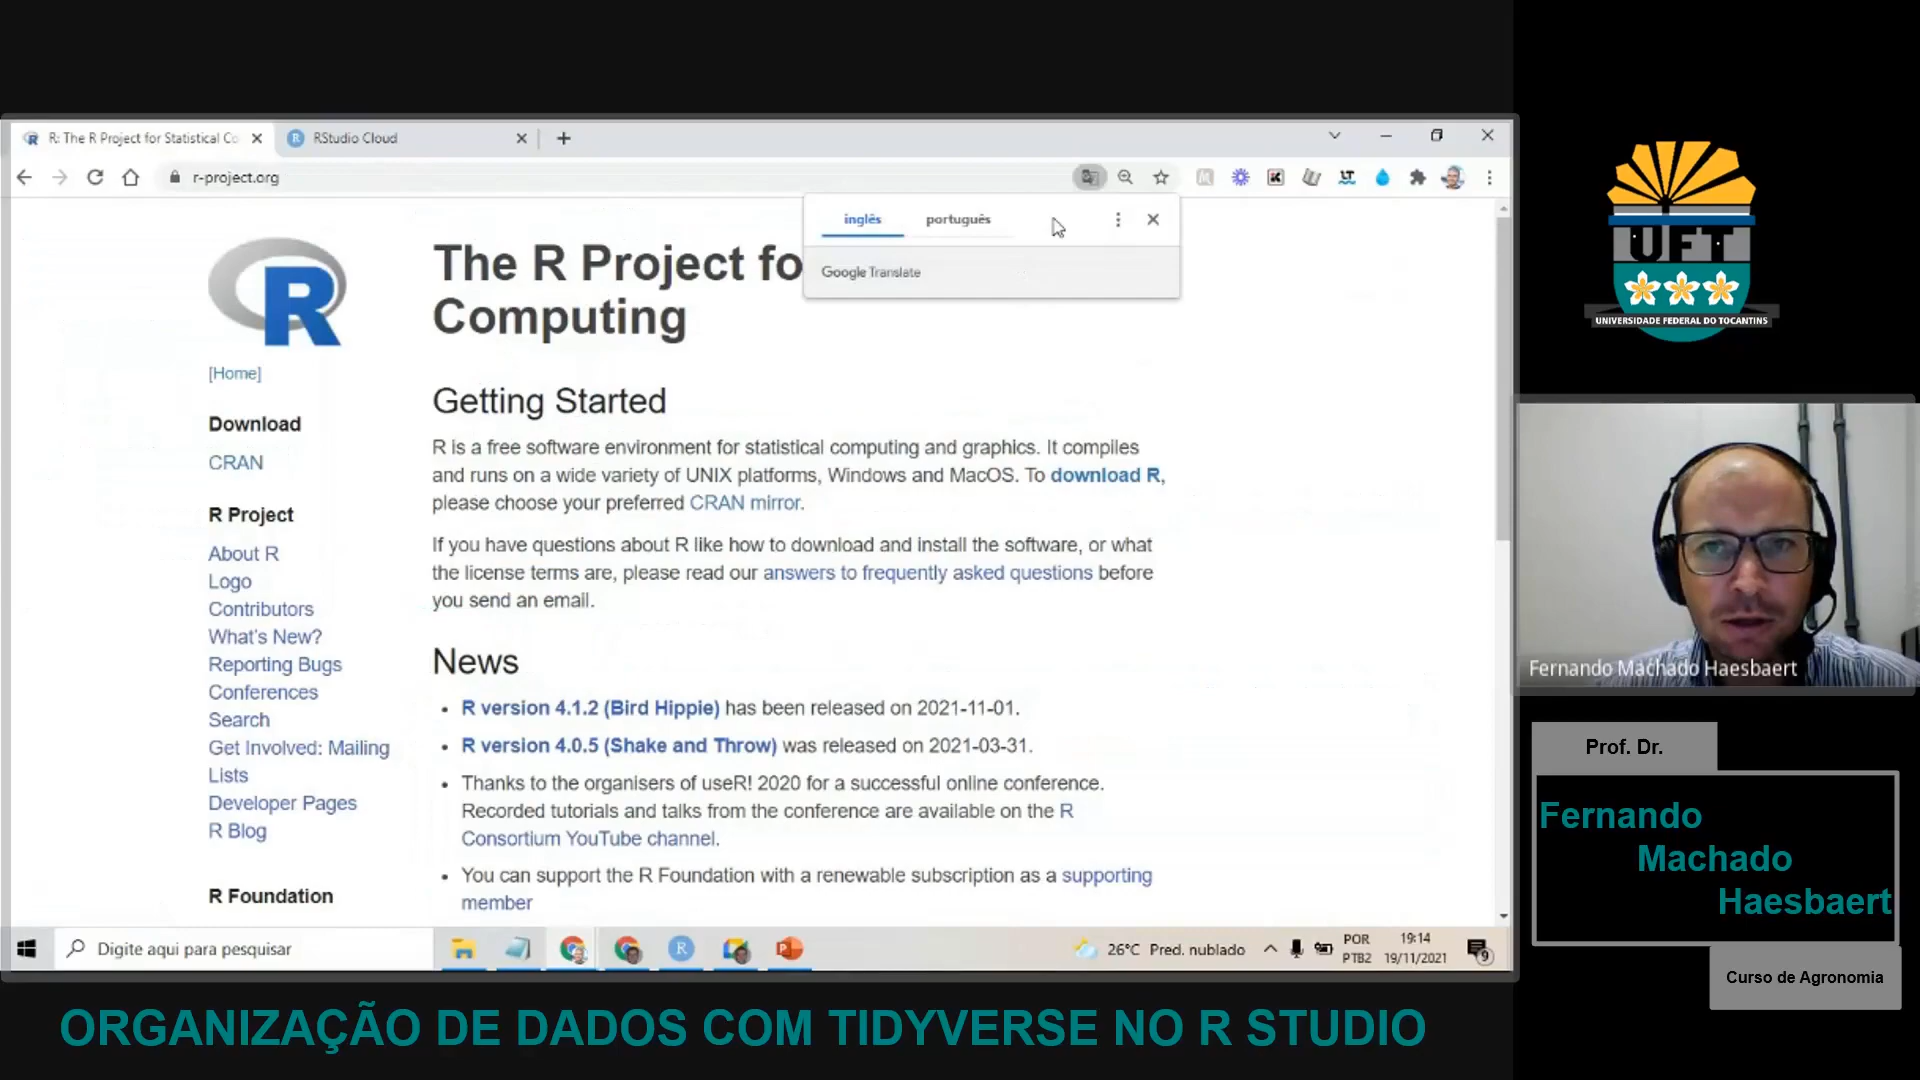 R: The R Project for Statistical Co
RStudio Cloud
r-project.org
inglês português
Google Translate
The R Project fo
Computing
Getting Started
R is a free software environment for statistical computing and graphics. It compiles
and runs on a wide variety of UNIX platforms, Windows and MacOS. To download R,
please choose your preferred CRAN mirror.
If you have questions about R like how to download and install the software, or what
the license terms are, please read our answers to frequently asked questions before
you send an email.
News
• R version 4.1.2 (Bird Hippie) has been released on 2021-11-01.
• R version 4.0.5 (Shake and Throw) was released on 2021-03-31.
• Thanks to the organisers of useR! 2020 for a successful online conference.
Recorded tutorials and talks from the conference are available on the R
Consortium YouTube channel.
• You can support the R Foundation with a renewable subscription as a supporting
member
R
[Home]
Download
CRAN
R Project
About R
Logo
Contributors
What's New?
Reporting Bugs
Conferences
Search
Get Involved: Mailing
Lists
Developer Pages
R Blog
R Foundation
Digite aqui para pesquisar
26°C Pred. nublado
POR
PTB2
19:14
19/11/2021
9
UFT
UNIVERSIDADE FEDERAL DO TOCANTINS
Fernando Machado Haesbaert
Prof. Dr.
Fernando
Machado
Haesbaert
Curso de Agronomia
ORGANIZAÇÃO DE DADOS COM TIDYVERSE NO R STUDIO